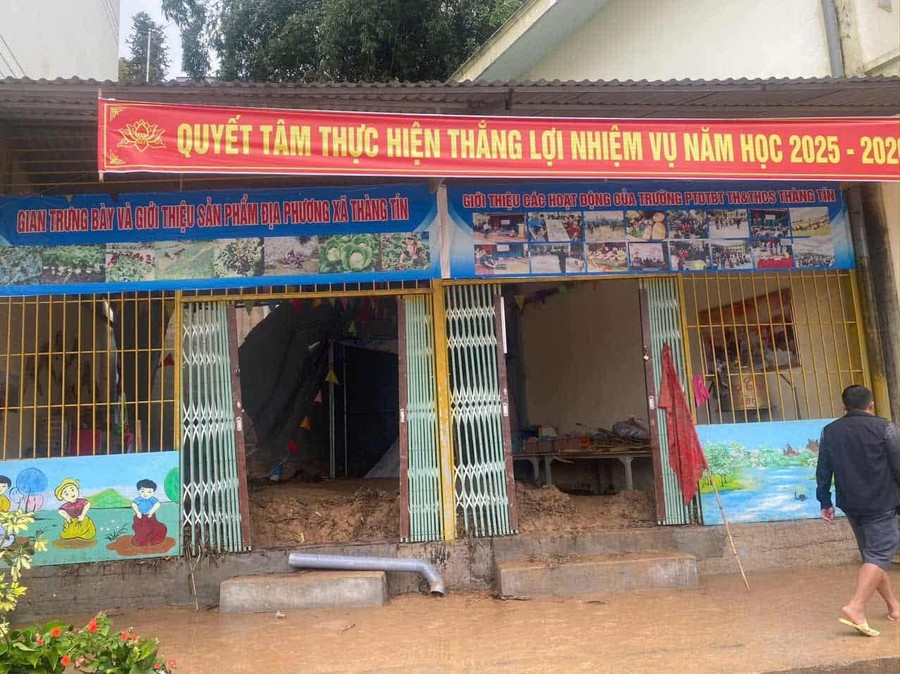 QUYẾT TÂM THỰC HIỆN THẮNG LỢI NHIỆM VỤ NĂM HỌC 2025 - 202
GIAN TRƯNG BÀY VÀ GIỚI THIỆU SẢN PHẨM ĐỊA PHƯƠNG XÃ THÀNG TÍN
GIỚI THIỆU CÁC HOẠT ĐỘNG CỦA TRƯỜNG PTDTBT TH&THCS THÀNG TÍN